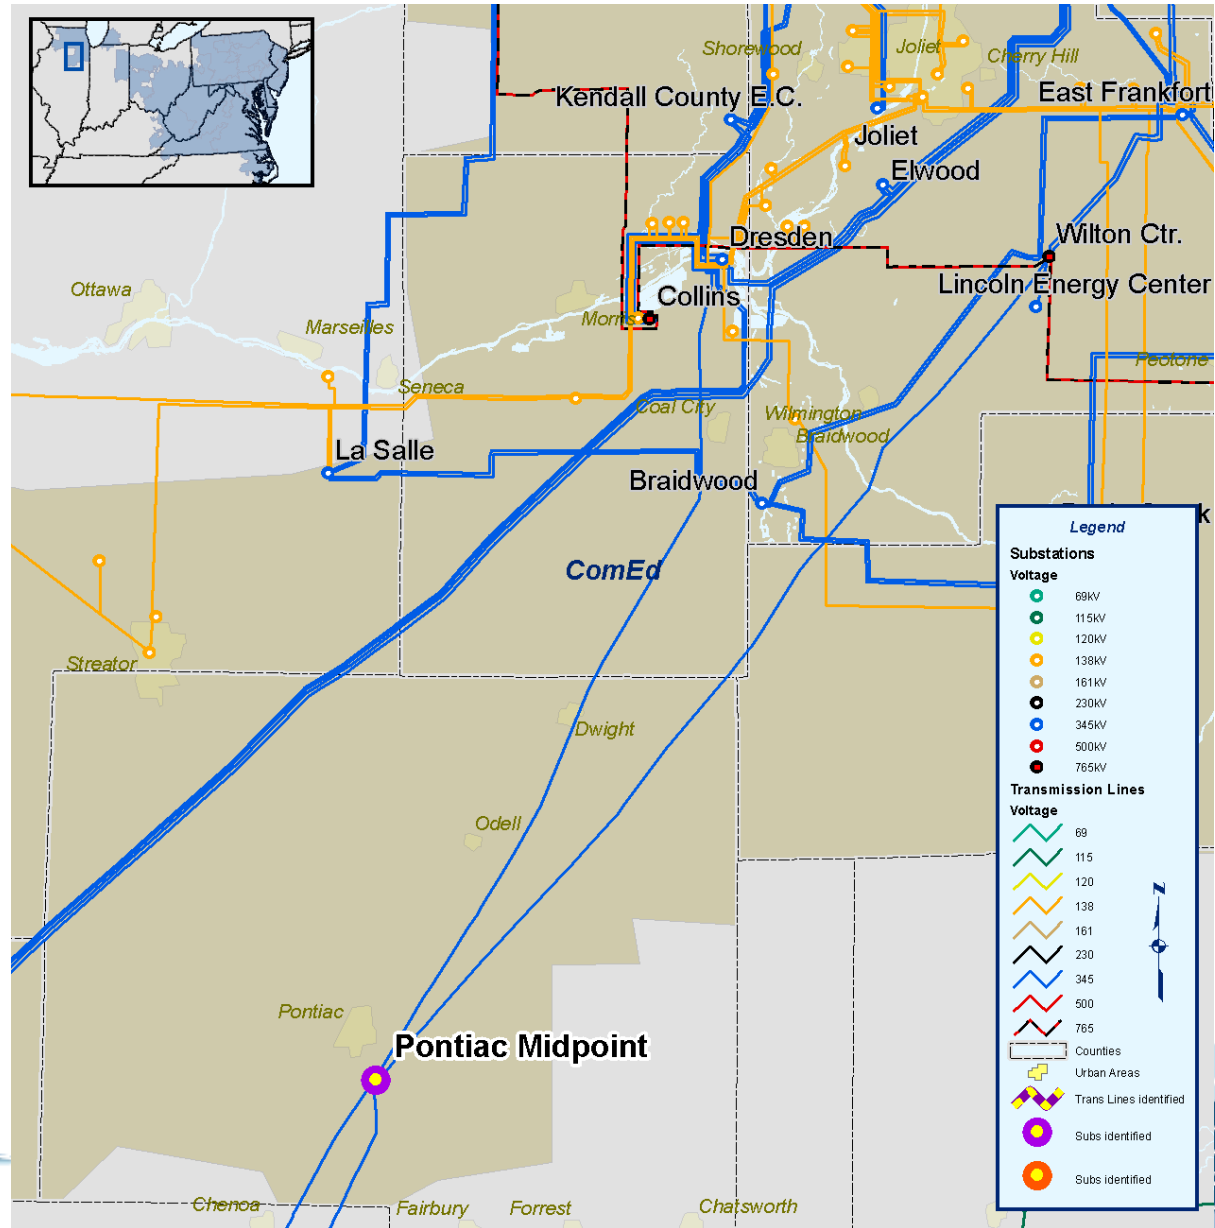 Shorewood
Joliet
Cherry Hill
Kendall County E.C.
East Frankfort
Joliet
Elwood
Dresden
Wilton Ctr.
Ottawa
Collins
Lincoln Energy Center
Morris
Marseilles
Peotone
Seneca
Coal City
Wilmington
Braidwood
La Salle
Braidwood
k
ComEd
Streator
Dwight
Odell
Pontiac
Pontiac Midpoint
Chenoa
Fairbury
Forrest
Chatsworth
Legend
Substations
Voltage
69kV
115kV
120kV
138kV
161kV
230kV
345kV
500kV
765kV
Transmission Lines
Voltage
69
115
120
138
161
230
345
500
765
Counties
Urban Areas
Trans Lines identified
Subs identified
Subs identified
N